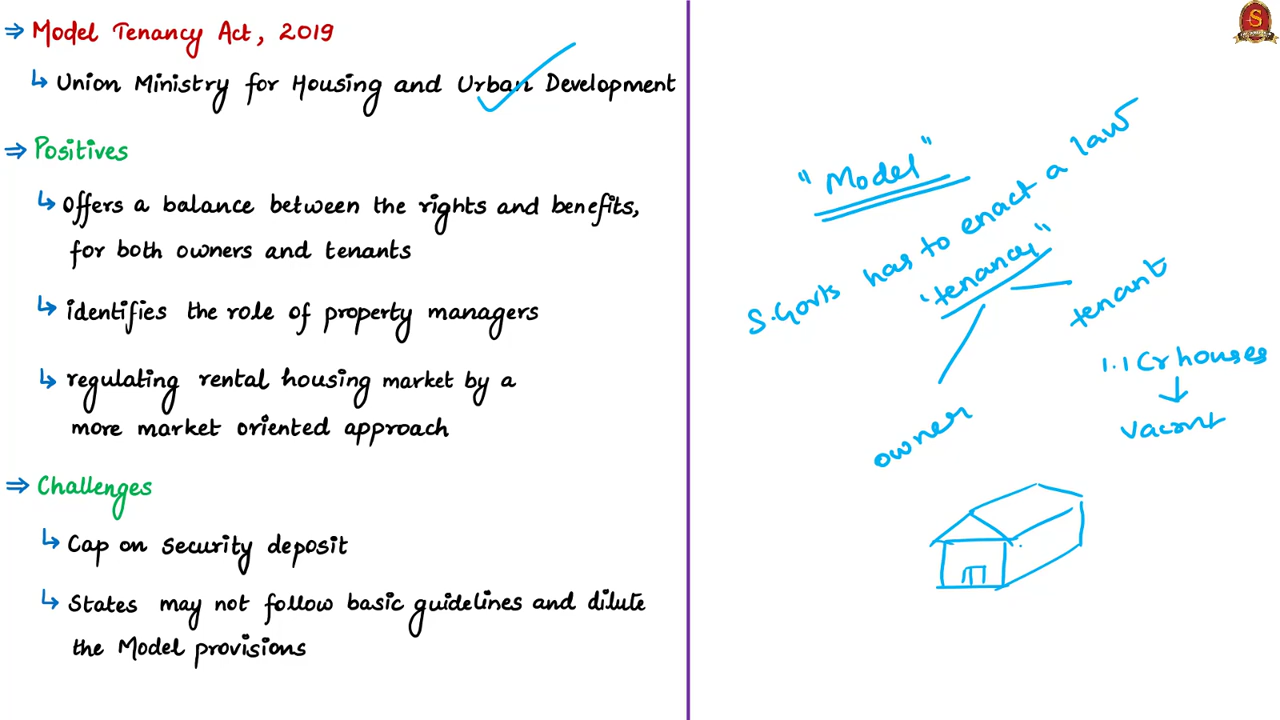 ⇒ Model Tenancy Act, 2019
↳ Union Ministry for Housing and Urban Development
⇒ Positives
↳ Offers a balance between the rights and benefits,
for both owners and tenants
↳ identifies the role of property managers
↳ regulating rental housing market by a
more market oriented approach
⇒ Challenges
↳ Cap on security deposit
↳ States may not follow basic guidelines and dilute
the Model provisions
"Model"
S.Govts has to enact a law
"tenancy"
tenant
owner
1.1 Cr houses
↓
vacant
S